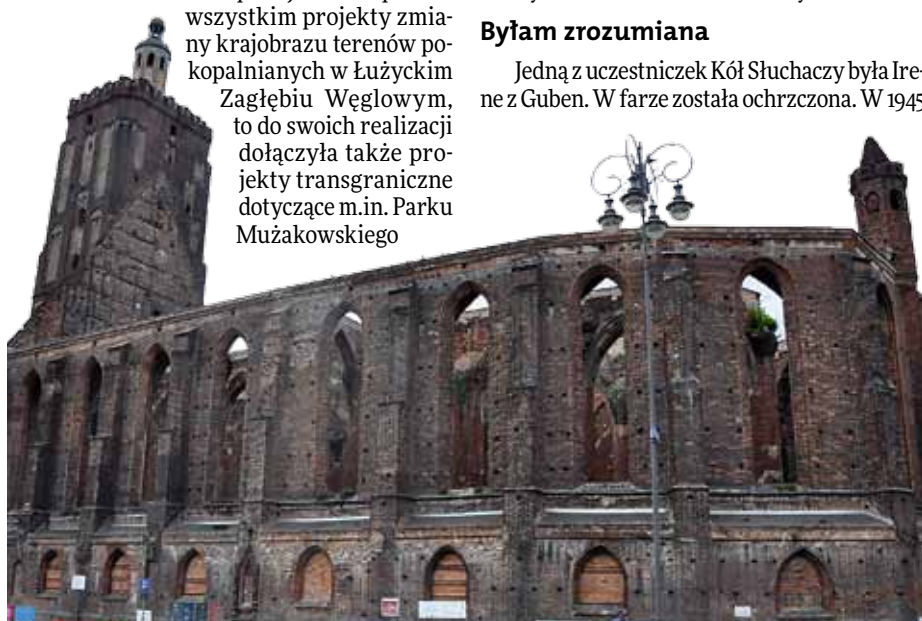 wszystkim projekty zmia-
ny krajobrazu terenów po-
kopalnianych w Łużyckim
Zagłębiu Węglowym,
to do swoich realizacji
dołączyła także pro-
jekty transgraniczne
dotyczące m.in. Parku
Mużakowskiego
Byłam zrozumiana
Jedną z uczestniczek Kół Słuchaczy była Ire-
ne z Guben. W farze została ochrzczona. W 1945